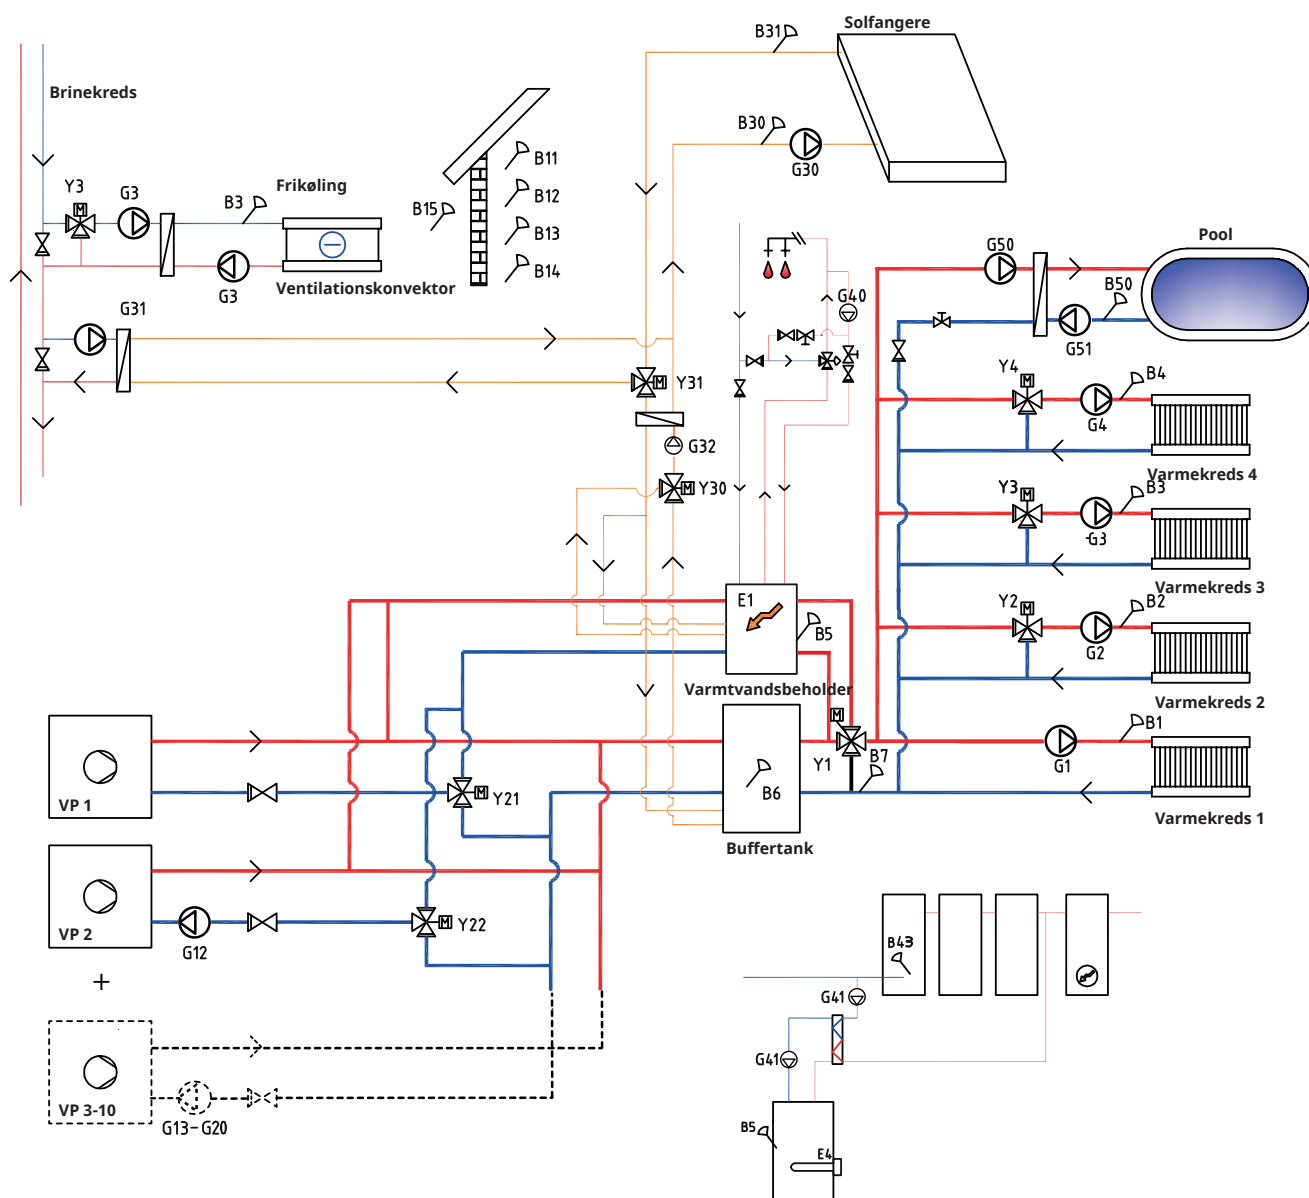 Solfangere
B31
Brinekreds
B30
G30
B11
Y3
G3
Frikøling
B3
B15
B12
B13
B14
G3
Ventilationskonvektor
Pool
G50
B50
G51
G40
G31
Y31
G32
Y30
Y4
B4
G4
Varmekreds 4
Y3
B3
G3
Varmekreds 3
Y2
B2
G2
Varmekreds 2
E1
B5
Varmtvandsbeholder
M
Y1
B7
B1
G1
Varmekreds 1
B6
Buffertank
VP 1
M
Y21
VP 2
G12
M
Y22
+
VP 3-10
G13-G20
B43
G41
G41
B5
E4